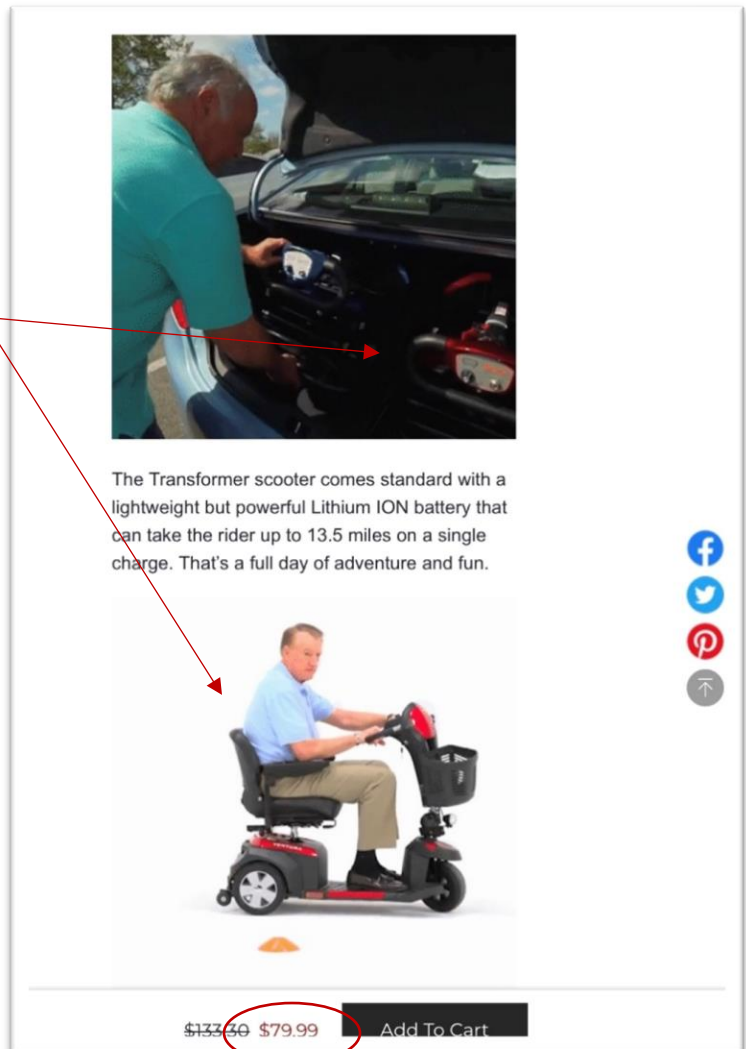 The Transformer scooter comes standard with a
lightweight but powerful Lithium ION battery that
can take the rider up to 13.5 miles on a single
charge. That's a full day of adventure and fun.
VENTURA
$133.30 $79.99 Add To Cart